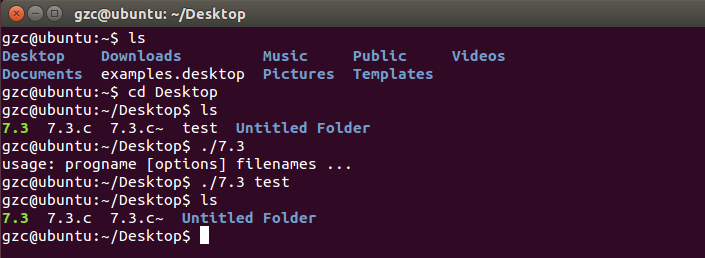 gzc@ubuntu: ~/Desktop
gzc@ubuntu:~$ ls
Desktop Downloads Music Public Videos
Documents examples.desktop Pictures Templates
gzc@ubuntu:~$ cd Desktop
gzc@ubuntu:~/Desktop$ ls
7.3 7.3.c 7.3.c~ test Untitled Folder
gzc@ubuntu:~/Desktop$ ./7.3
usage: progname [options] filenames ...
gzc@ubuntu:~/Desktop$ ./7.3 test
gzc@ubuntu:~/Desktop$ ls
7.3 7.3.c 7.3.c~ Untitled Folder
gzc@ubuntu:~/Desktop$